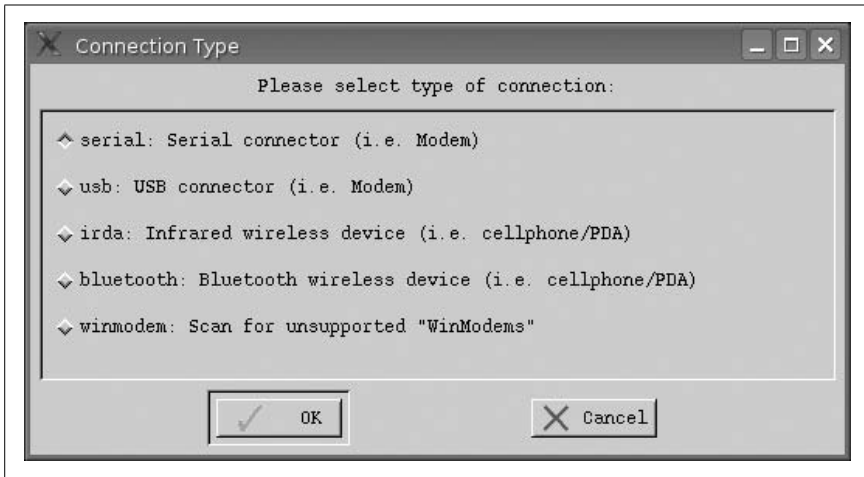 Connection Type
Please select type of connection:
serial: Serial connector (i.e. Modem)
usb: USB connector (i.e. Modem)
irda: Infrared wireless device (i.e. cellphone/PDA)
bluetooth: Bluetooth wireless device (i.e. cellphone/PDA)
winmodem: Scan for unsupported "WinModems"
OK
Cancel